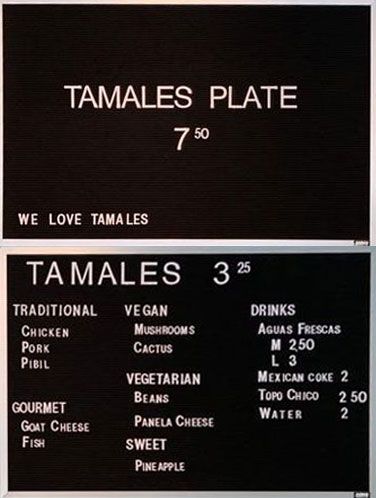 TAMALES PLATE
7 50
WE LOVE TAMALES
TAMALES 3 25
TRADITIONAL
CHICKEN
PORK
PIBIL
GOURMET
GOAT CHEESE
FISH
VEGAN
MUSHROOMS
CACTUS
VEGETARIAN
BEANS
PANELA CHEESE
SWEET
PINEAPPLE
DRINKS
AGUAS FRESCAS
M 2,50
L 3
MEXICAN COKE 2
TOPO CHICO 2 50
WATER 2